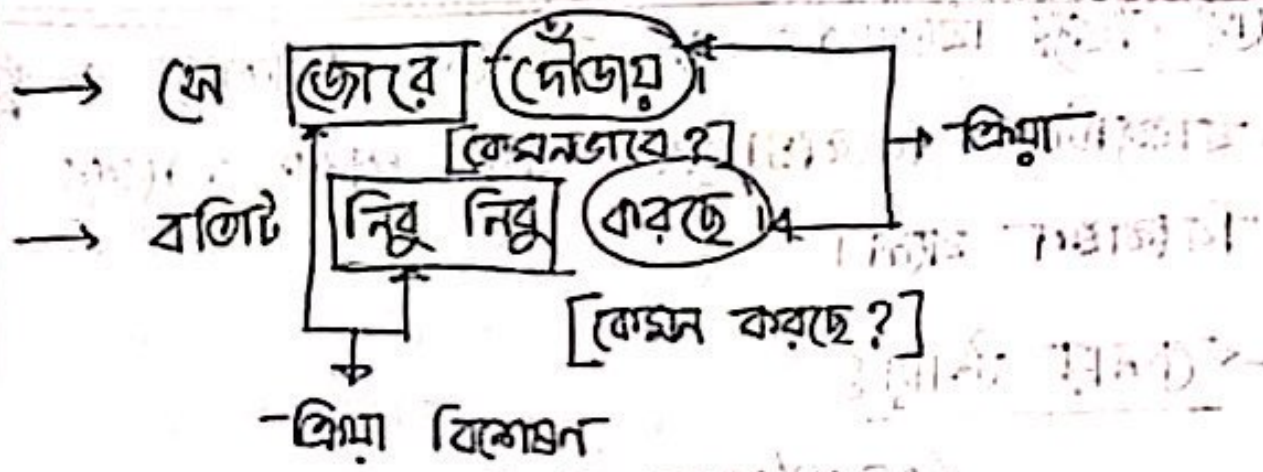 → সে জোরে দৌড়ায়
[কেমনভাবে?]
→ ক্রিয়া
→ বাতিটি নিবু নিবু করছে
[কেমন করছে?]
ক্রিয়া বিশেষণ